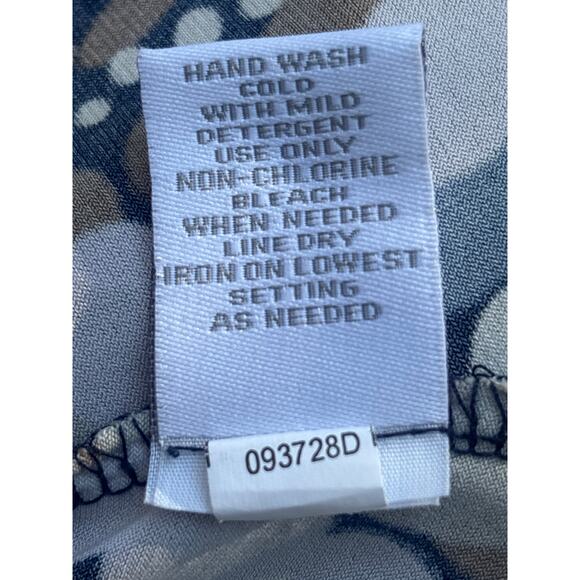 HAND WASH
COLD
WITH MILD
DETERGENT
USE ONLY
NON-CHLORINE
BLEACH
WHEN NEEDED
LINE DRY
IRON ON LOWEST
SETTING
AS NEEDED
093728D